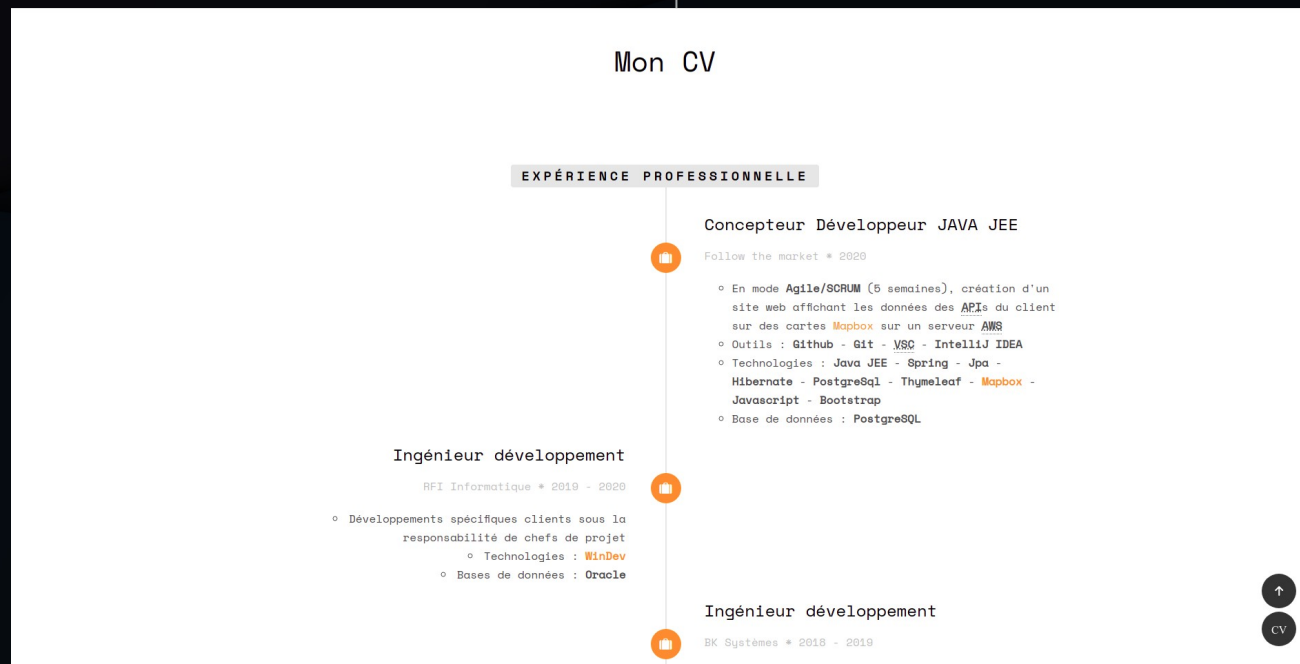 Mon CV
EXPÉRIENCE PROFESSIONNELLE
Concepteur Développeur JAVA JEE
Follow the market * 2020
En mode Agile/SCRUM (5 semaines), création d'un
site web affichant les données des APIs du client
sur des cartes Mapbox sur un serveur AWS
Outils : Github - Git - VSC - IntelliJ IDEA
Technologies : Java JEE - Spring - Jpa -
Hibernate - PostgreSql - Thymeleaf - Mapbox -
Javascript - Bootstrap
Base de données : PostgreSQL
Ingénieur développement
RFI Informatique * 2019 - 2020
Développements spécifiques clients sous la
responsabilité de chefs de projet
Technologies : WinDev
Bases de données : Oracle
Ingénieur développement
BK Systèmes * 2018 - 2019
CV